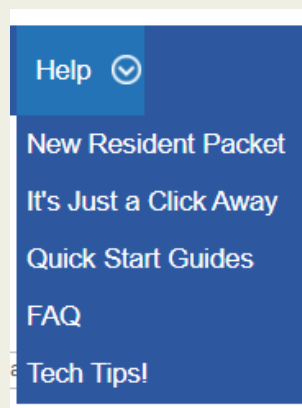 Help
New Resident Packet
It's Just a Click Away
Quick Start Guides
FAQ
Tech Tips!